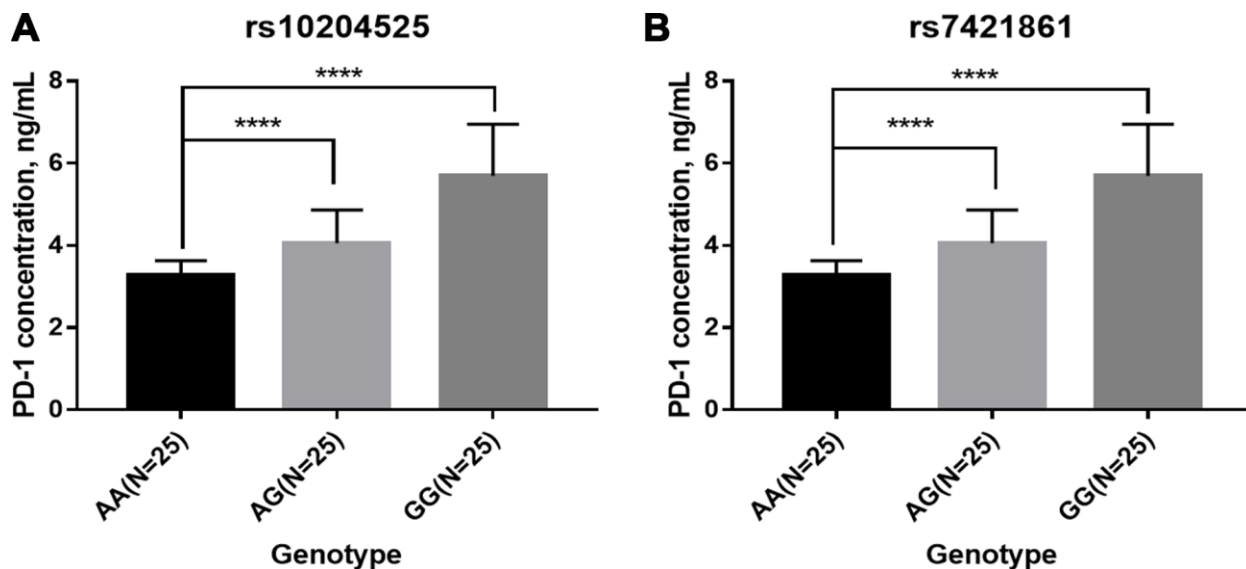 A
rs10204525
PD-1 concentration, ng/mL
8
6
4
2
0
****
****
AA(N=25)
AG(N=25)
GG(N=25)
Genotype
B
rs7421861
PD-1 concentration, ng/mL
8
6
4
2
0
****
****
AA(N=25)
AG(N=25)
GG(N=25)
Genotype